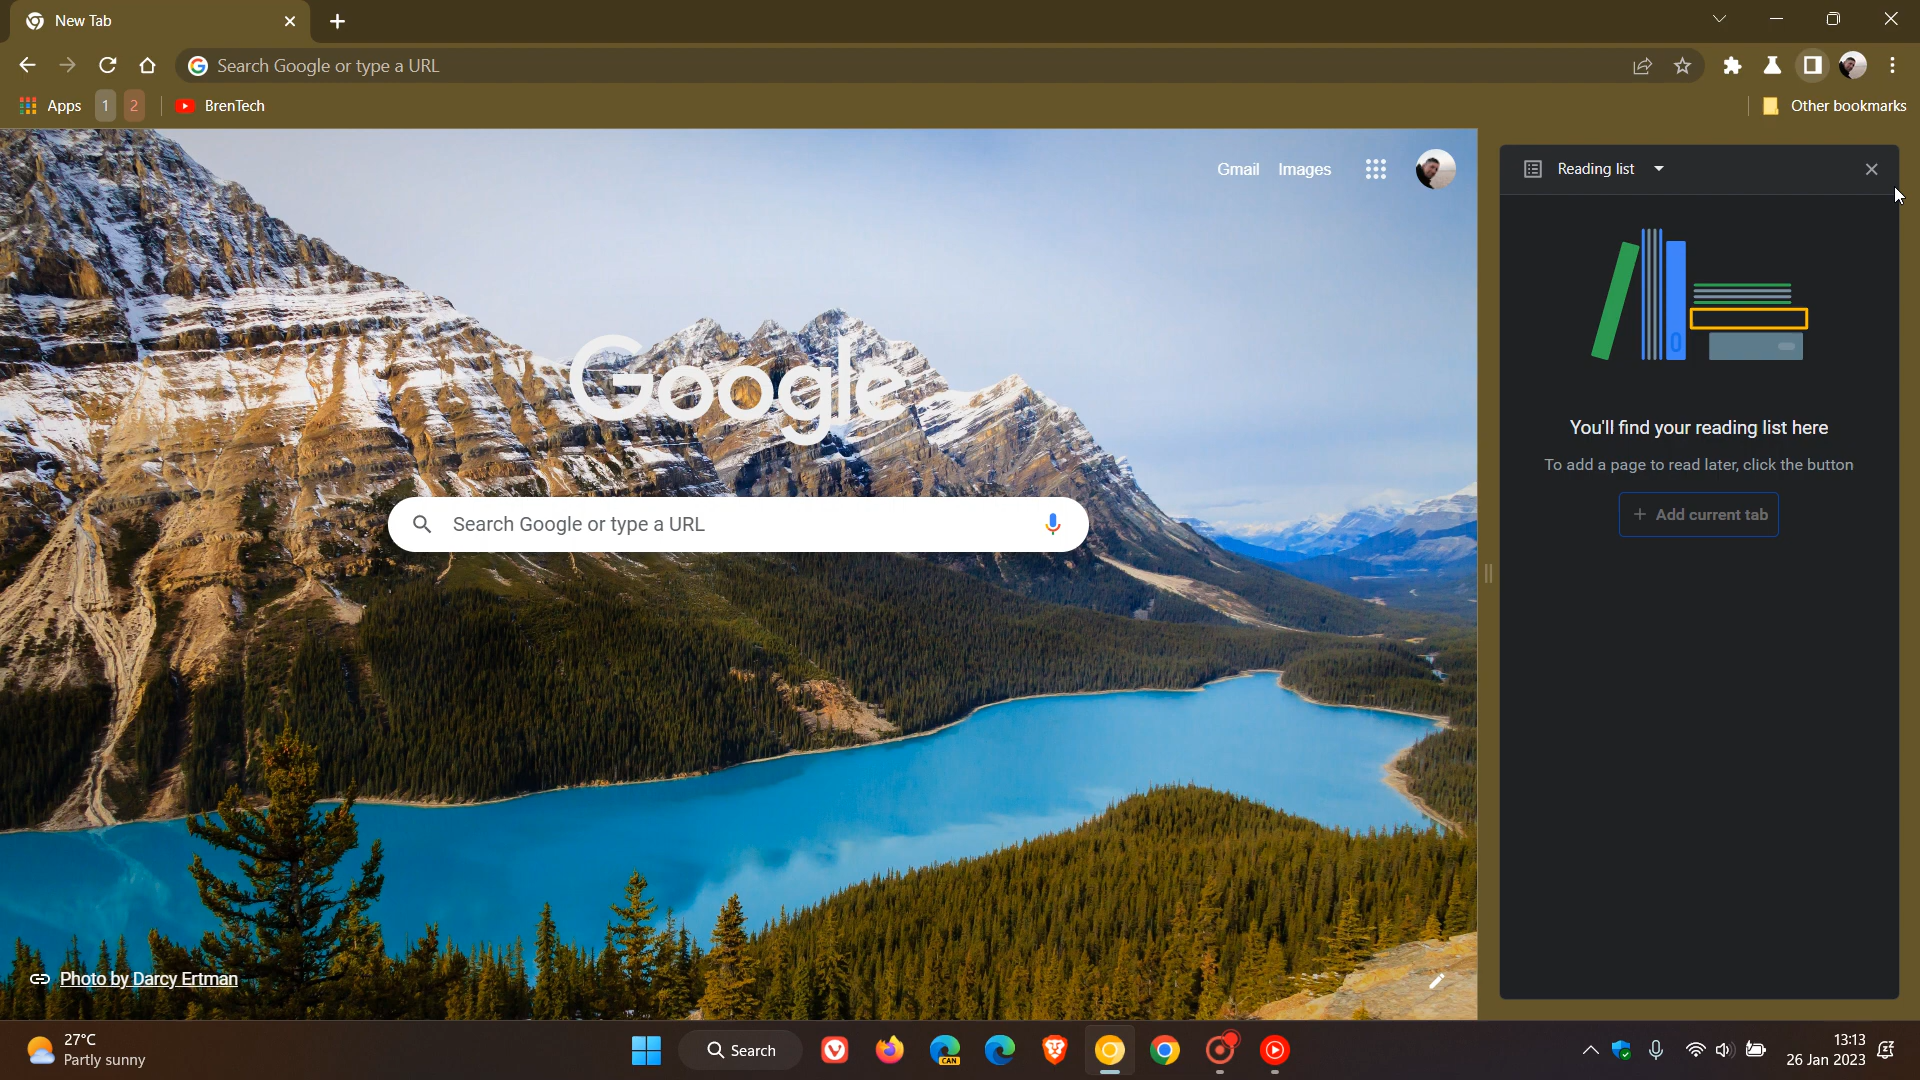 New Tab
Search Google or type a URL
Apps 1 2 BrenTech Other bookmarks
Gmail Images
Reading list
Google
You'll find your reading list here
To add a page to read later, click the button
+ Add current tab
Search Google or type a URL
Photo by Darcy Ertman
27°C
Partly sunny
Search
CAN
13:13
26 Jan 2023